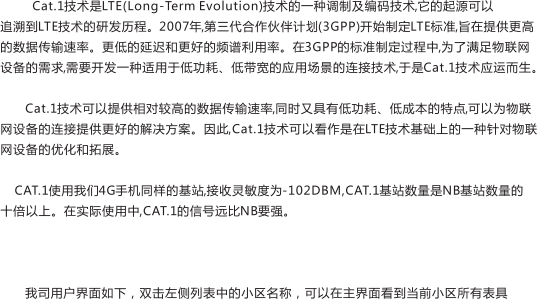 Cat.1技术是LTE(Long-Term Evolution)技术的一种调制及编码技术,它的起源可以
追溯到LTE技术的研发历程。2007年,第三代合作伙伴计划(3GPP)开始制定LTE标准,旨在提供更高
的数据传输速率。更低的延迟和更好的频谱利用率。在3GPP的标准制定过程中,为了满足物联网
设备的需求,需要开发一种适用于低功耗、低带宽的应用场景的连接技术,于是Cat.1技术应运而生。
Cat.1技术可以提供相对较高的数据传输速率,同时又具有低功耗、低成本的特点,可以为物联
网设备的连接提供更好的解决方案。因此,Cat.1技术可以看作是在LTE技术基础上的一种针对物联
网设备的优化和拓展。
CAT.1使用我们4G手机同样的基站,接收灵敏度为-102DBM,CAT.1基站数量是NB基站数量的
十倍以上。在实际使用中,CAT.1的信号远比NB要强。
我司用户界面如下，双击左侧列表中的小区名称，可以在主界面看到当前小区所有表具